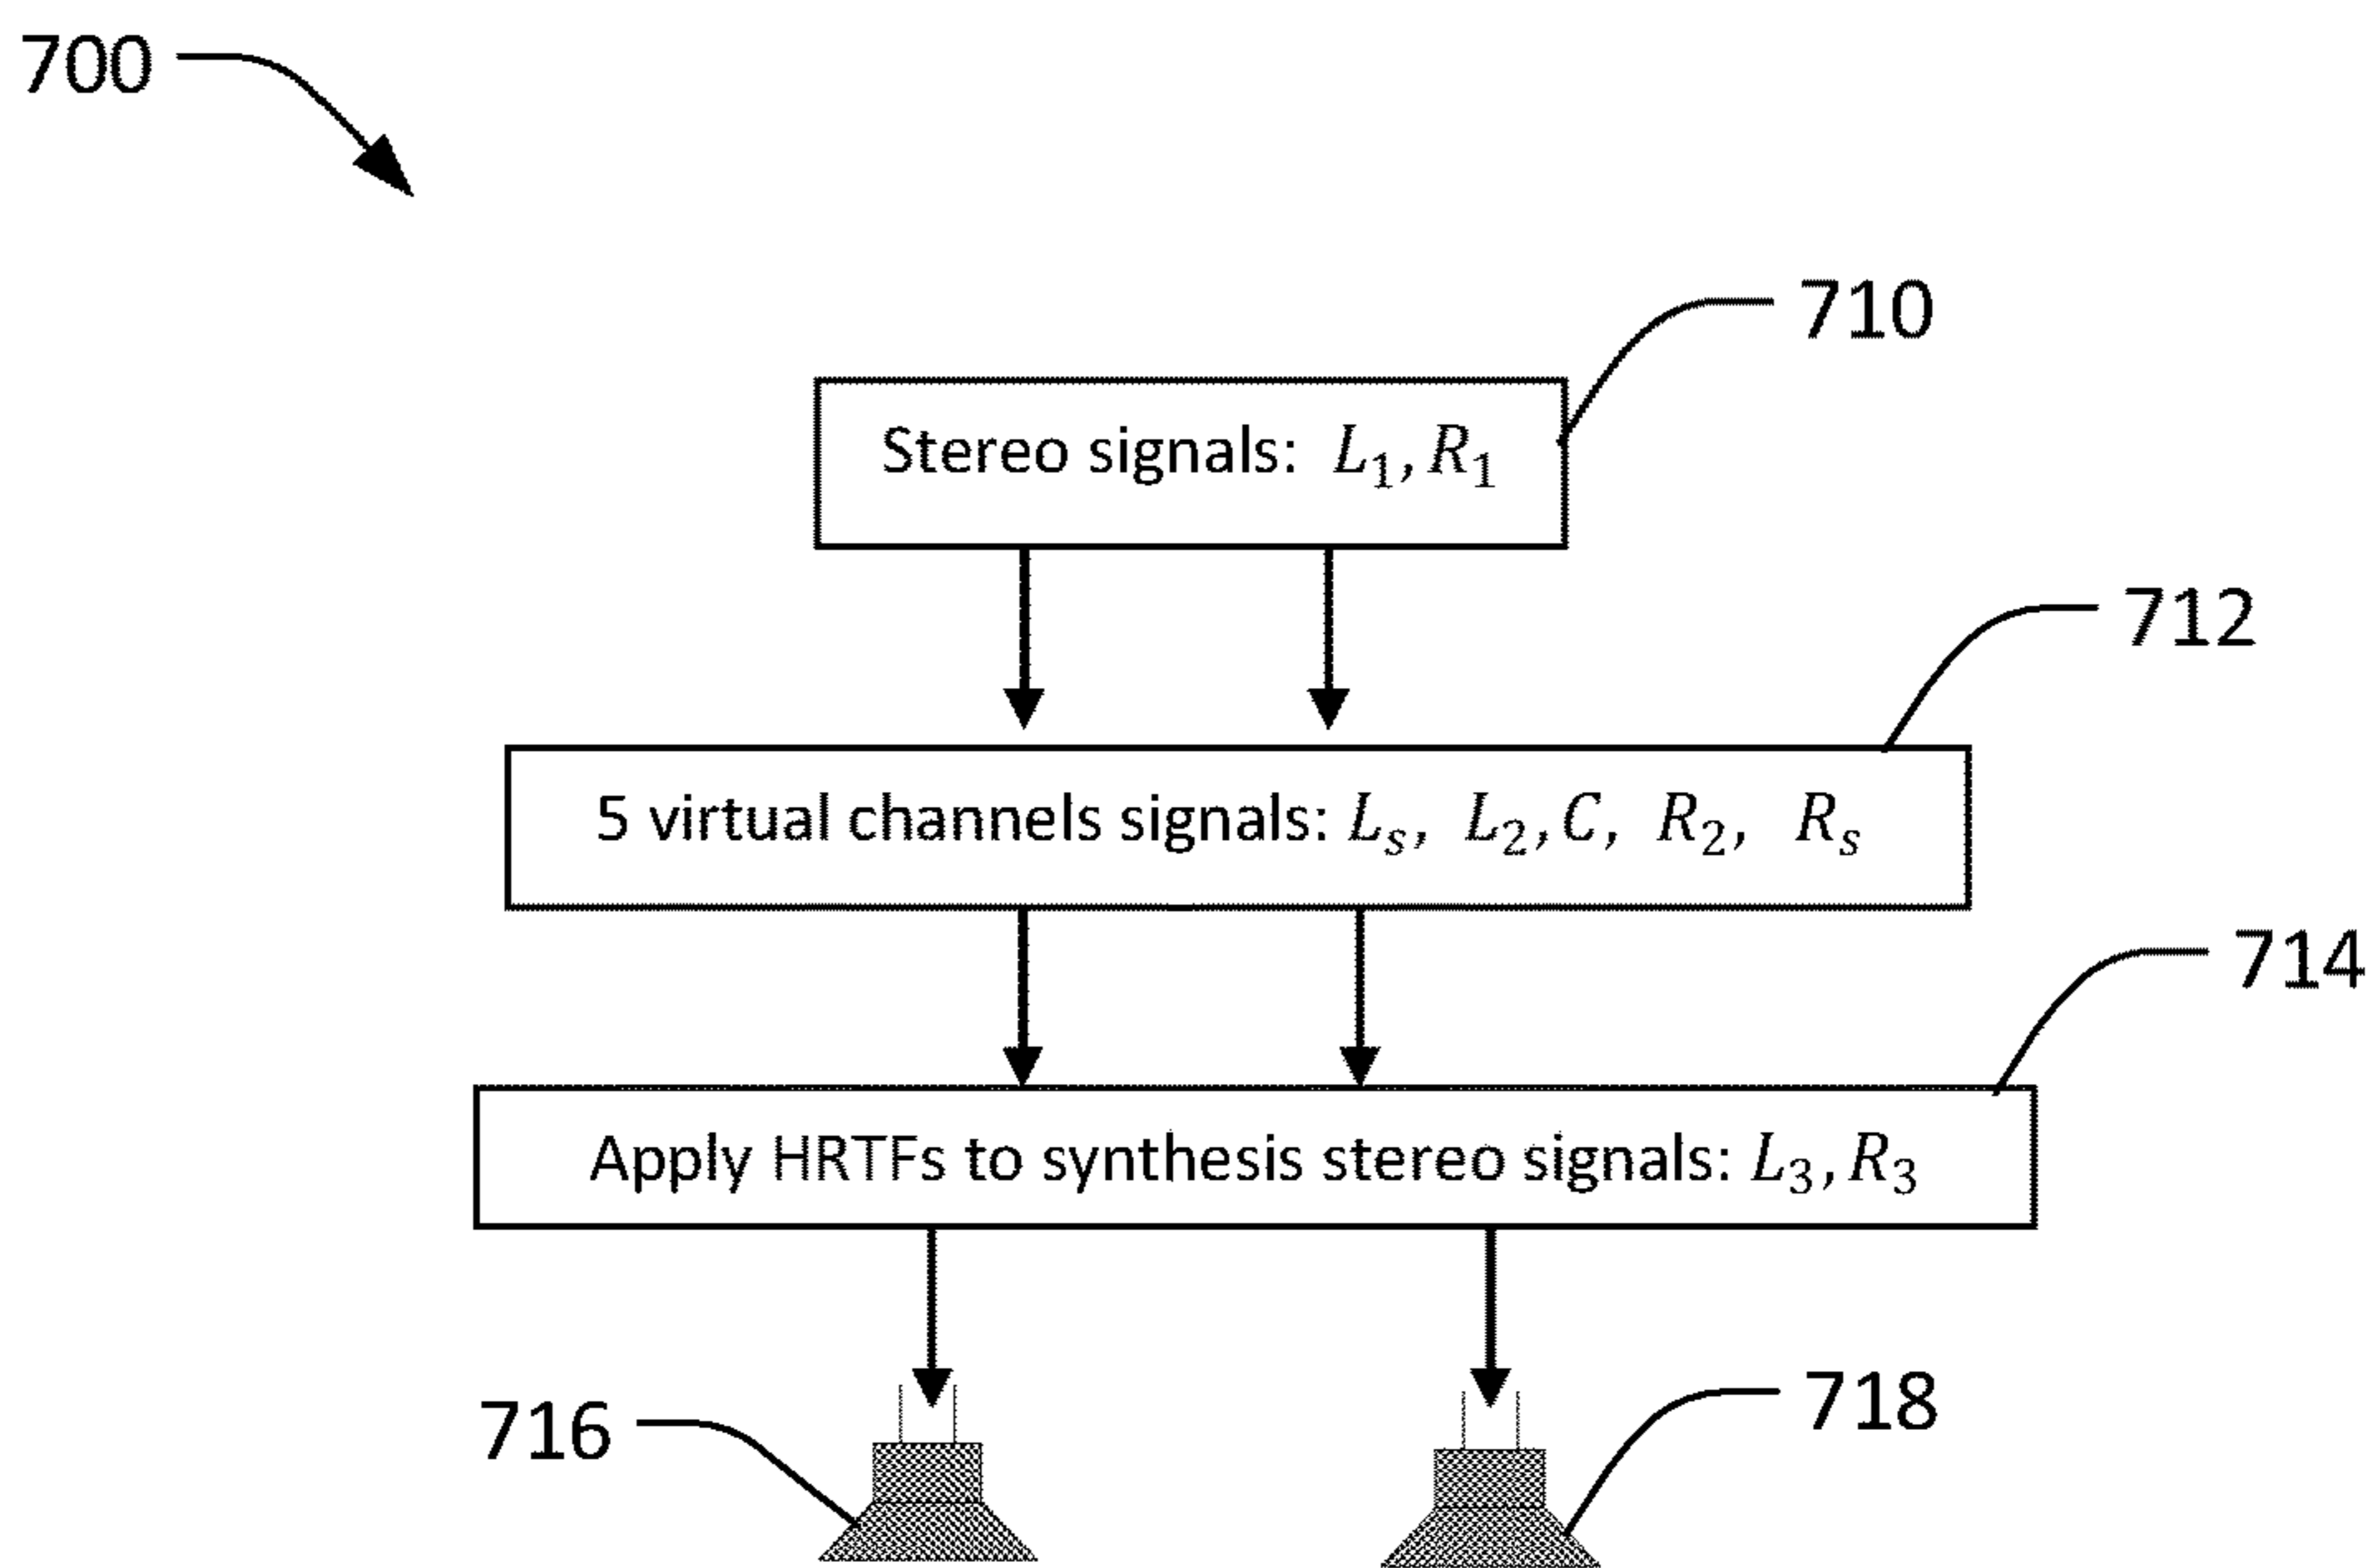 700
710
Stereo signals: L₁, R₁
712
5 virtual channels signals: Lₛ, L₂, C, R₂, Rₛ
714
Apply HRTFs to synthesis stereo signals: L₃, R₃
716
718